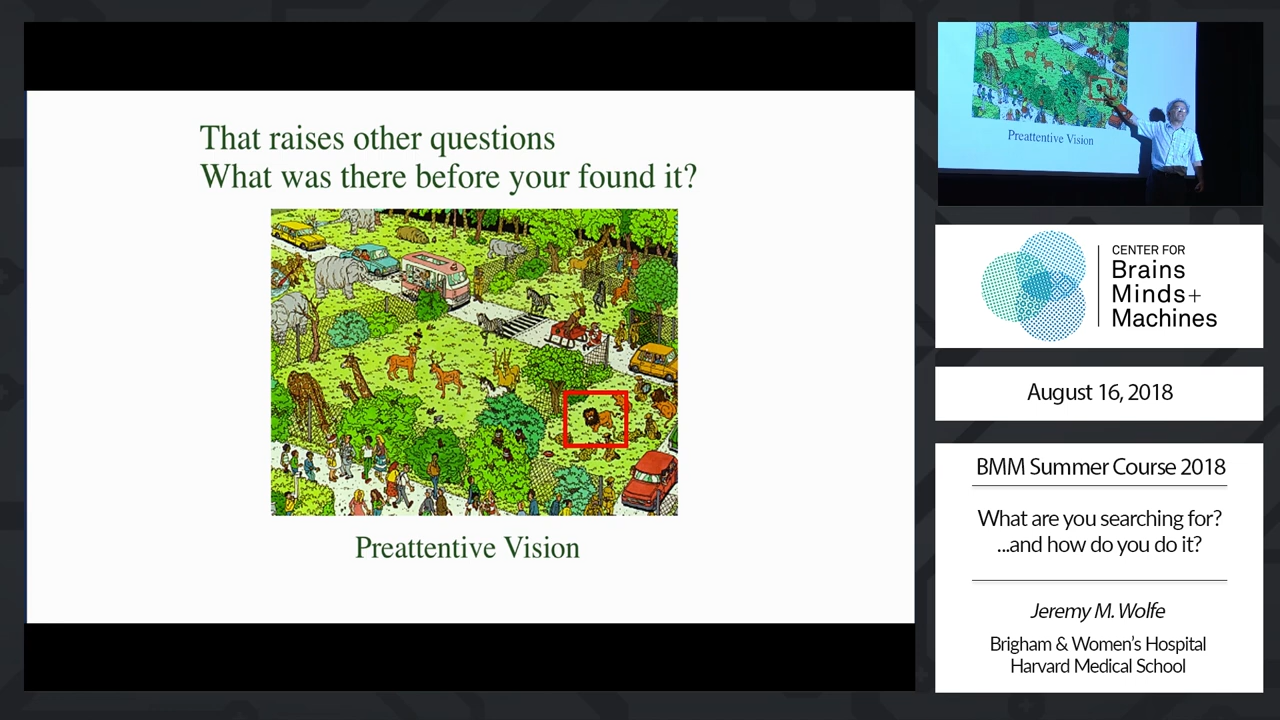 That raises other questions
What was there before your found it?
Preattentive Vision
Preattentive Vision
CENTER FOR
Brains
Minds+
Machines
August 16, 2018
BMM Summer Course 2018
What are you searching for?
...and how do you do it?
Jeremy M. Wolfe
Brigham & Women's Hospital
Harvard Medical School